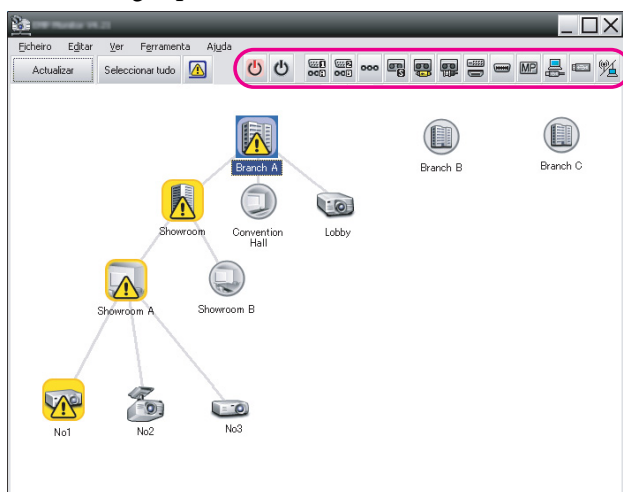 Ficheiro Editar Ver Ferramenta Ajuda
Actualizar Seleccionar tudo
MP
Branch A Branch B Branch C
Showroom Convention Hall Lobby
Showroom A Showroom B
No1 No2 No3